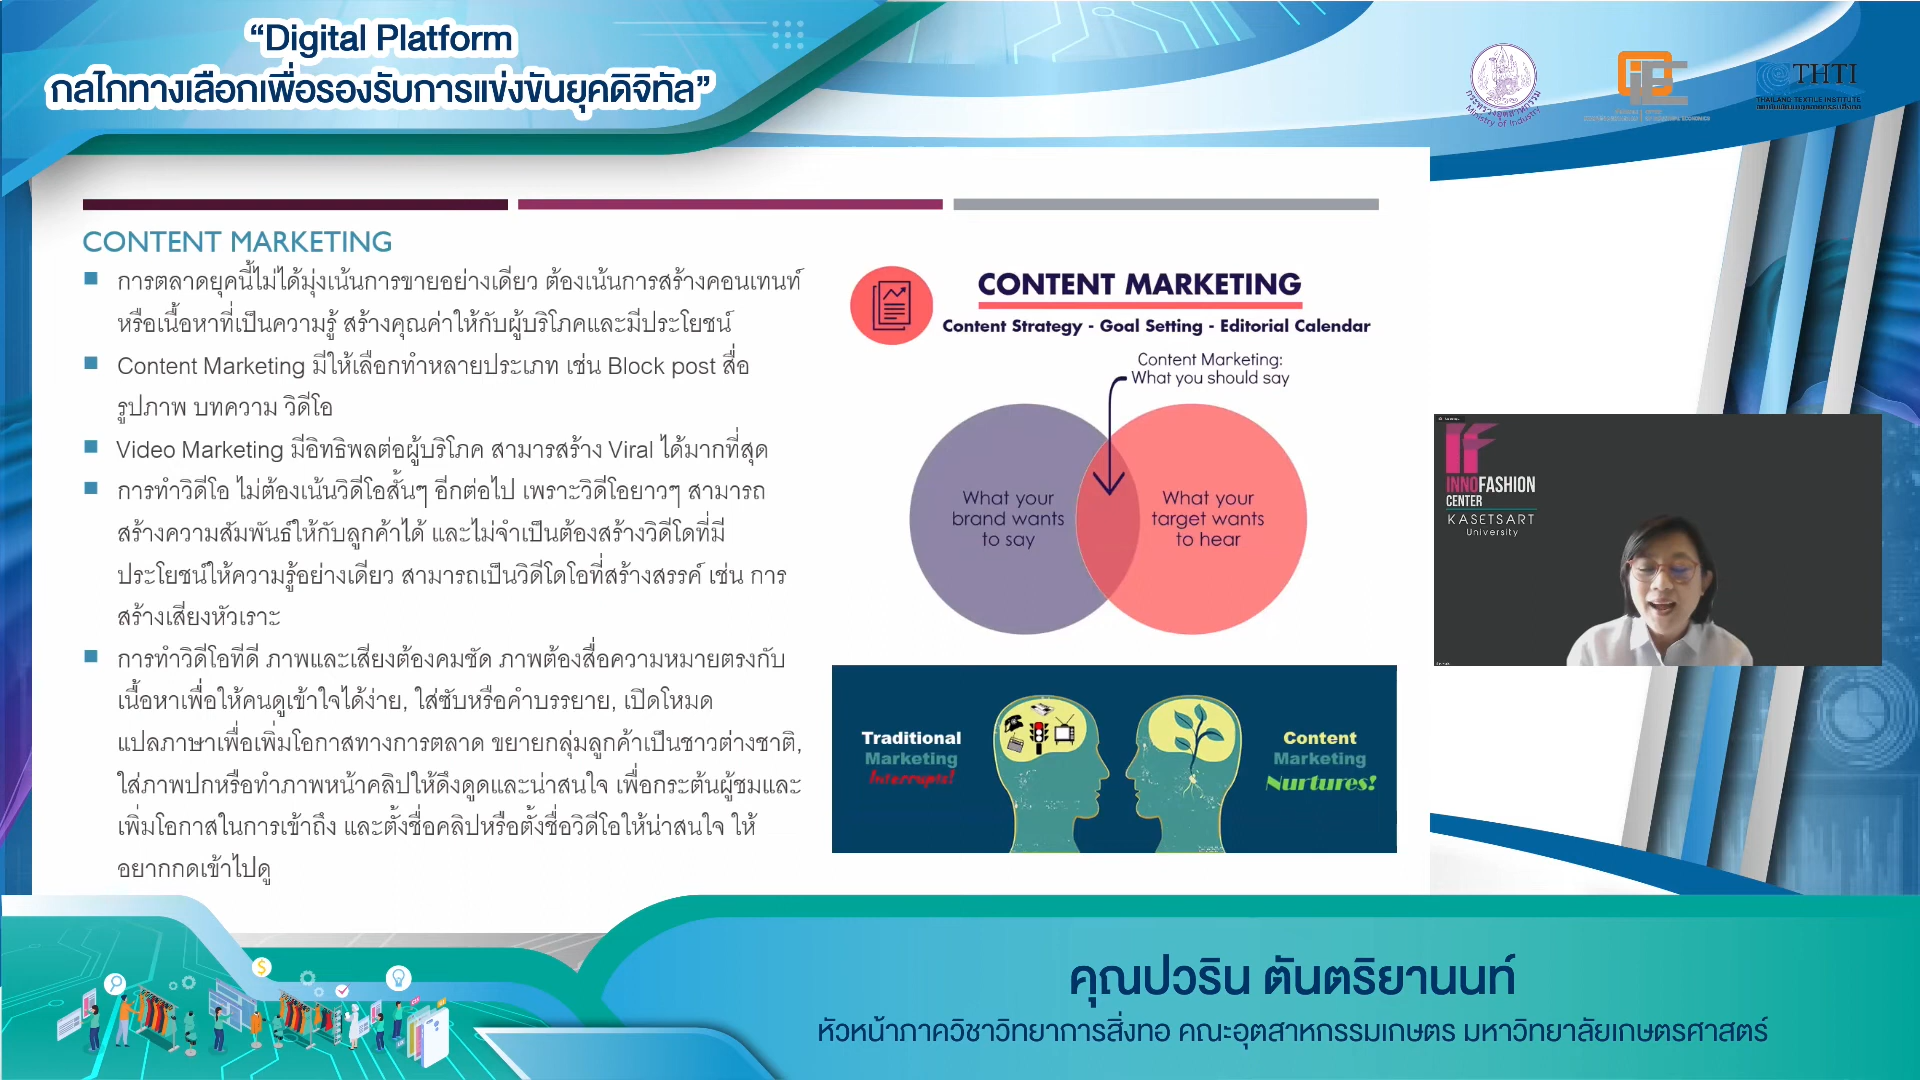 “Digital Platform
กลไกทางเลือกเพื่อรองรับการแข่งขันยุคดิจิทัล”
กระทรวงอุตสาหกรรม
Ministry of Industry
OIE
THTI
THAILAND TEXTILE INSTITUTE
CONTENT MARKETING
การตลาดยุคนี้ไม่ได้มุ่งเน้นการขายอย่างเดียว ต้องเน้นการสร้างคอนเทนท์
หรือเนื้อหาที่เป็นความรู้ สร้างคุณค่าให้กับผู้บริโภคและมีประโยชน์
Content Marketing มีให้เลือกทำหลายประเภท เช่น Block post สื่อ
รูปภาพ บทความ วิดีโอ
Video Marketing มีอิทธิพลต่อผู้บริโภค สามารสร้าง Viral ได้มากที่สุด
การทำวิดีโอ ไม่ต้องเน้นวิดีโอสั้นๆ อีกต่อไป เพราะวิดีโอยาวๆ สามารถ
สร้างความสัมพันธ์ให้กับลูกค้าได้ และไม่จำเป็นต้องสร้างวิดีโดที่มี
ประโยชน์ให้ความรู้อย่างเดียว สามารถเป็นวิดีโดโอที่สร้างสรรค์ เช่น การ
สร้างเสียงหัวเราะ
การทำวิดีโอที่ดี ภาพและเสียงต้องคมชัด ภาพต้องสื่อความหมายตรงกับ
เนื้อหาเพื่อให้คนดูเข้าใจได้ง่าย, ใส่ซับหรือคำบรรยาย, เปิดโหมด
แปลภาษาเพื่อเพิ่มโอกาสทางการตลาด ขยายกลุ่มลูกค้าเป็นชาวต่างชาติ,
ใส่ภาพปกหรือทำภาพหน้าคลิปให้ดึงดูดและน่าสนใจ เพื่อกระต้นผู้ชมและ
เพิ่มโอกาสในการเข้าถึง และตั้งชื่อคลิปหรือตั้งชื่อวิดีโอให้น่าสนใจ ให้
อยากกดเข้าไปดู
CONTENT MARKETING
Content Strategy - Goal Setting - Editorial Calendar
Content Marketing:
What you should say
What your
brand wants
to say
What your
target wants
to hear
Traditional
Marketing
Interrupts!
Content
Marketing
Nurtures!
INNOFASHION
CENTER
KASETSART
University
คุณปวริน ตันตริยานนท์
หัวหน้าภาควิชาวิทยาการสิ่งทอ คณะอุตสาหกรรมเกษตร มหาวิทยาลัยเกษตรศาสตร์